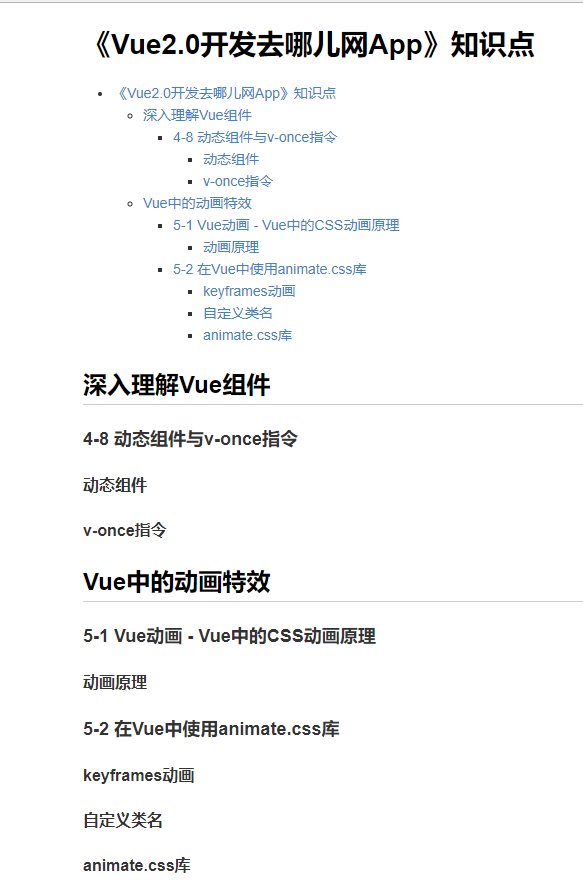 《Vue2.0开发去哪儿网App》知识点
《Vue2.0开发去哪儿网App》知识点
深入理解Vue组件
4-8 动态组件与v-once指令
动态组件
v-once指令
Vue中的动画特效
5-1 Vue动画 - Vue中的CSS动画原理
动画原理
5-2 在Vue中使用animate.css库
keyframes动画
自定义类名
animate.css库
深入理解Vue组件
4-8 动态组件与v-once指令
动态组件
v-once指令
Vue中的动画特效
5-1 Vue动画 - Vue中的CSS动画原理
动画原理
5-2 在Vue中使用animate.css库
keyframes动画
自定义类名
animate.css库